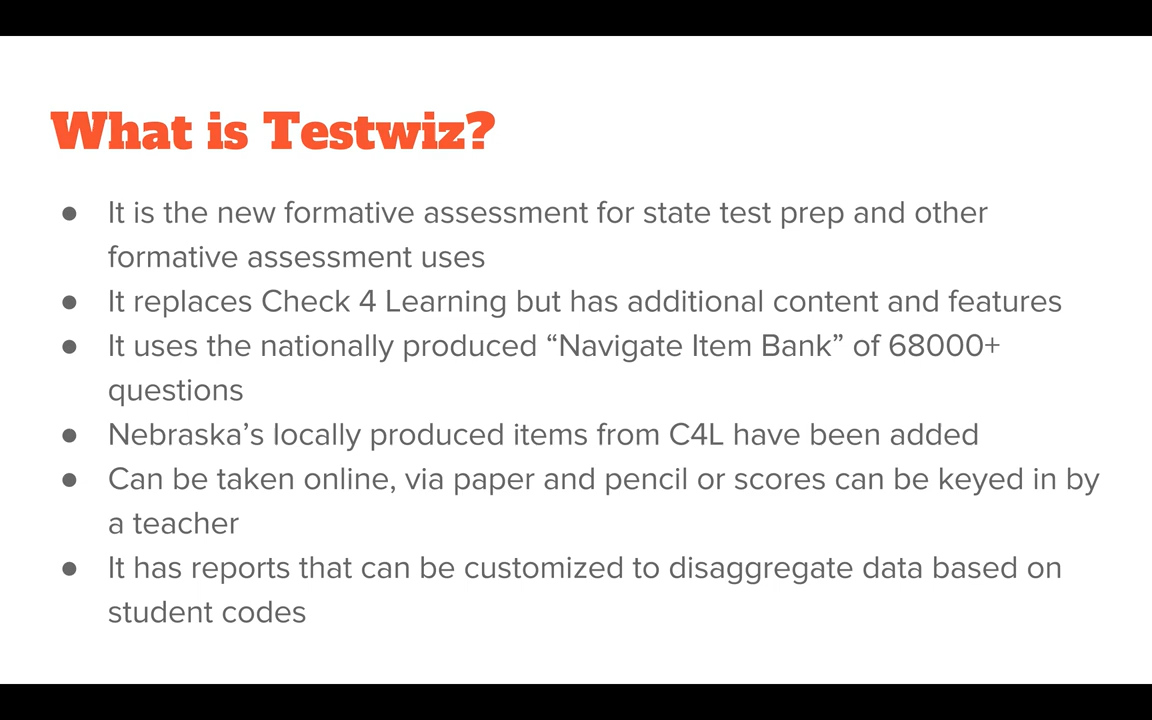 What is Testwiz?
● It is the new formative assessment for state test prep and other
formative assessment uses
● It replaces Check 4 Learning but has additional content and features
● It uses the nationally produced “Navigate Item Bank” of 68000+
questions
● Nebraska’s locally produced items from C4L have been added
● Can be taken online, via paper and pencil or scores can be keyed in by
a teacher
● It has reports that can be customized to disaggregate data based on
student codes